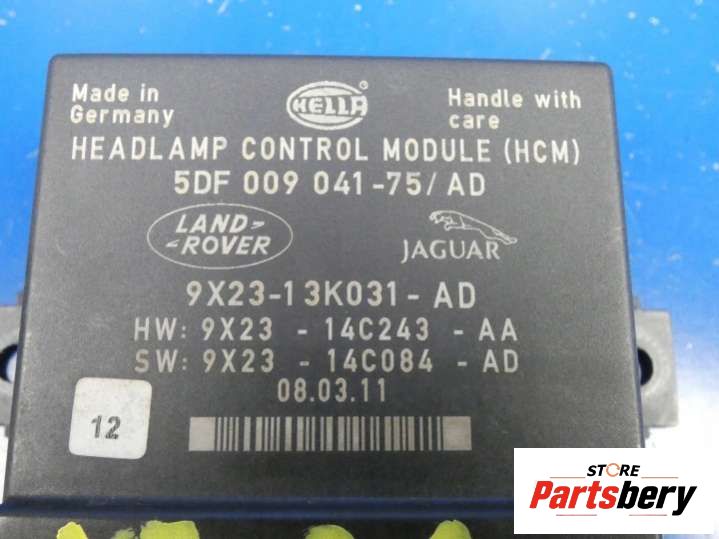 Made in
Germany
HELLA
®
Handle with
care
HEADLAMP CONTROL MODULE (HCM)
5DF 009 041-75/ AD
LAND
ROVER
JAGUAR
9X23-13K031- AD
HW: 9X23 - 14C243 - AA
SW: 9X23 - 14C084 - AD
08.03.11
12
STORE
Partsbery